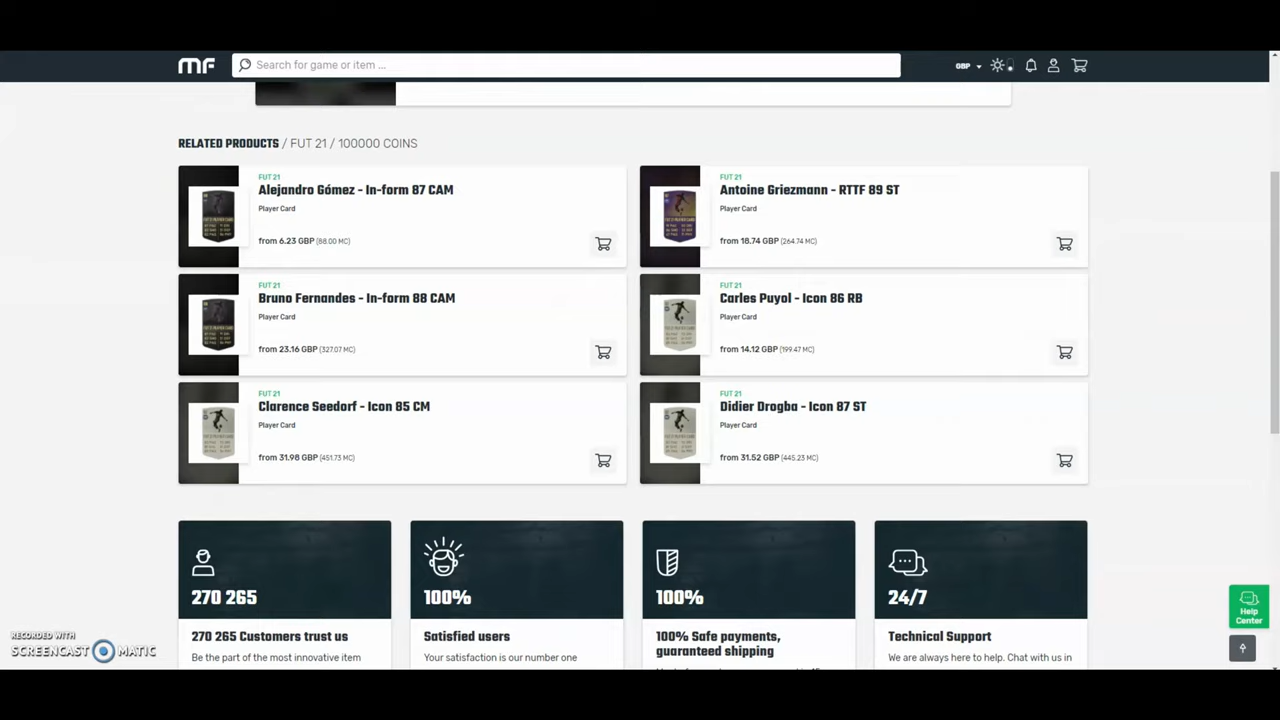 MF
Search for game or item ...
GBP
RELATED PRODUCTS / FUT 21 / 100000 COINS
FUT 21
Alejandro Gómez - In-form 87 CAM
Player Card
from 6.23 GBP (88.00 MC)
FUT 21
Antoine Griezmann - RTTF 89 ST
Player Card
from 18.74 GBP (264.74 MC)
FUT 21
Bruno Fernandes - In-form 88 CAM
Player Card
from 23.16 GBP (327.07 MC)
FUT 21
Carles Puyol - Icon 86 RB
Player Card
from 14.12 GBP (199.47 MC)
FUT 21
Clarence Seedorf - Icon 85 CM
Player Card
from 31.98 GBP (451.73 MC)
FUT 21
Didier Drogba - Icon 87 ST
Player Card
from 31.52 GBP (445.23 MC)
270 265
270 265 Customers trust us
Be the part of the most innovative item
100%
Satisfied users
Your satisfaction is our number one
100%
100% Safe payments,
guaranteed shipping
24/7
Technical Support
We are always here to help. Chat with us in
Help
Center
RECORDED WITH
SCREENCAST MATIC